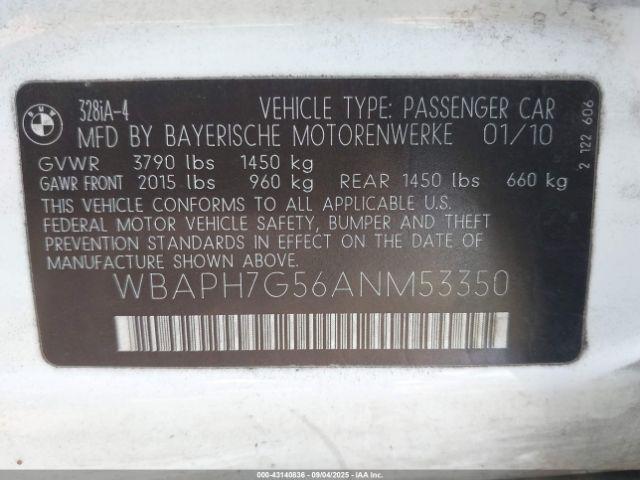 BMW
328iA-4 VEHICLE TYPE: PASSENGER CAR
MFD BY BAYERISCHE MOTORENWERKE 01/10
GVWR 3790 lbs 1450 kg
GAWR FRONT 2015 lbs 960 kg REAR 1450 lbs 660 kg
THIS VEHICLE CONFORMS TO ALL APPLICABLE U.S.
FEDERAL MOTOR VEHICLE SAFETY, BUMPER AND THEFT
PREVENTION STANDARDS IN EFFECT ON THE DATE OF
MANUFACTURE SHOWN ABOVE.
WBAPH7G56ANM53350
2 122 606
000-43140836 - 09/04/2025 - IAA, Inc.